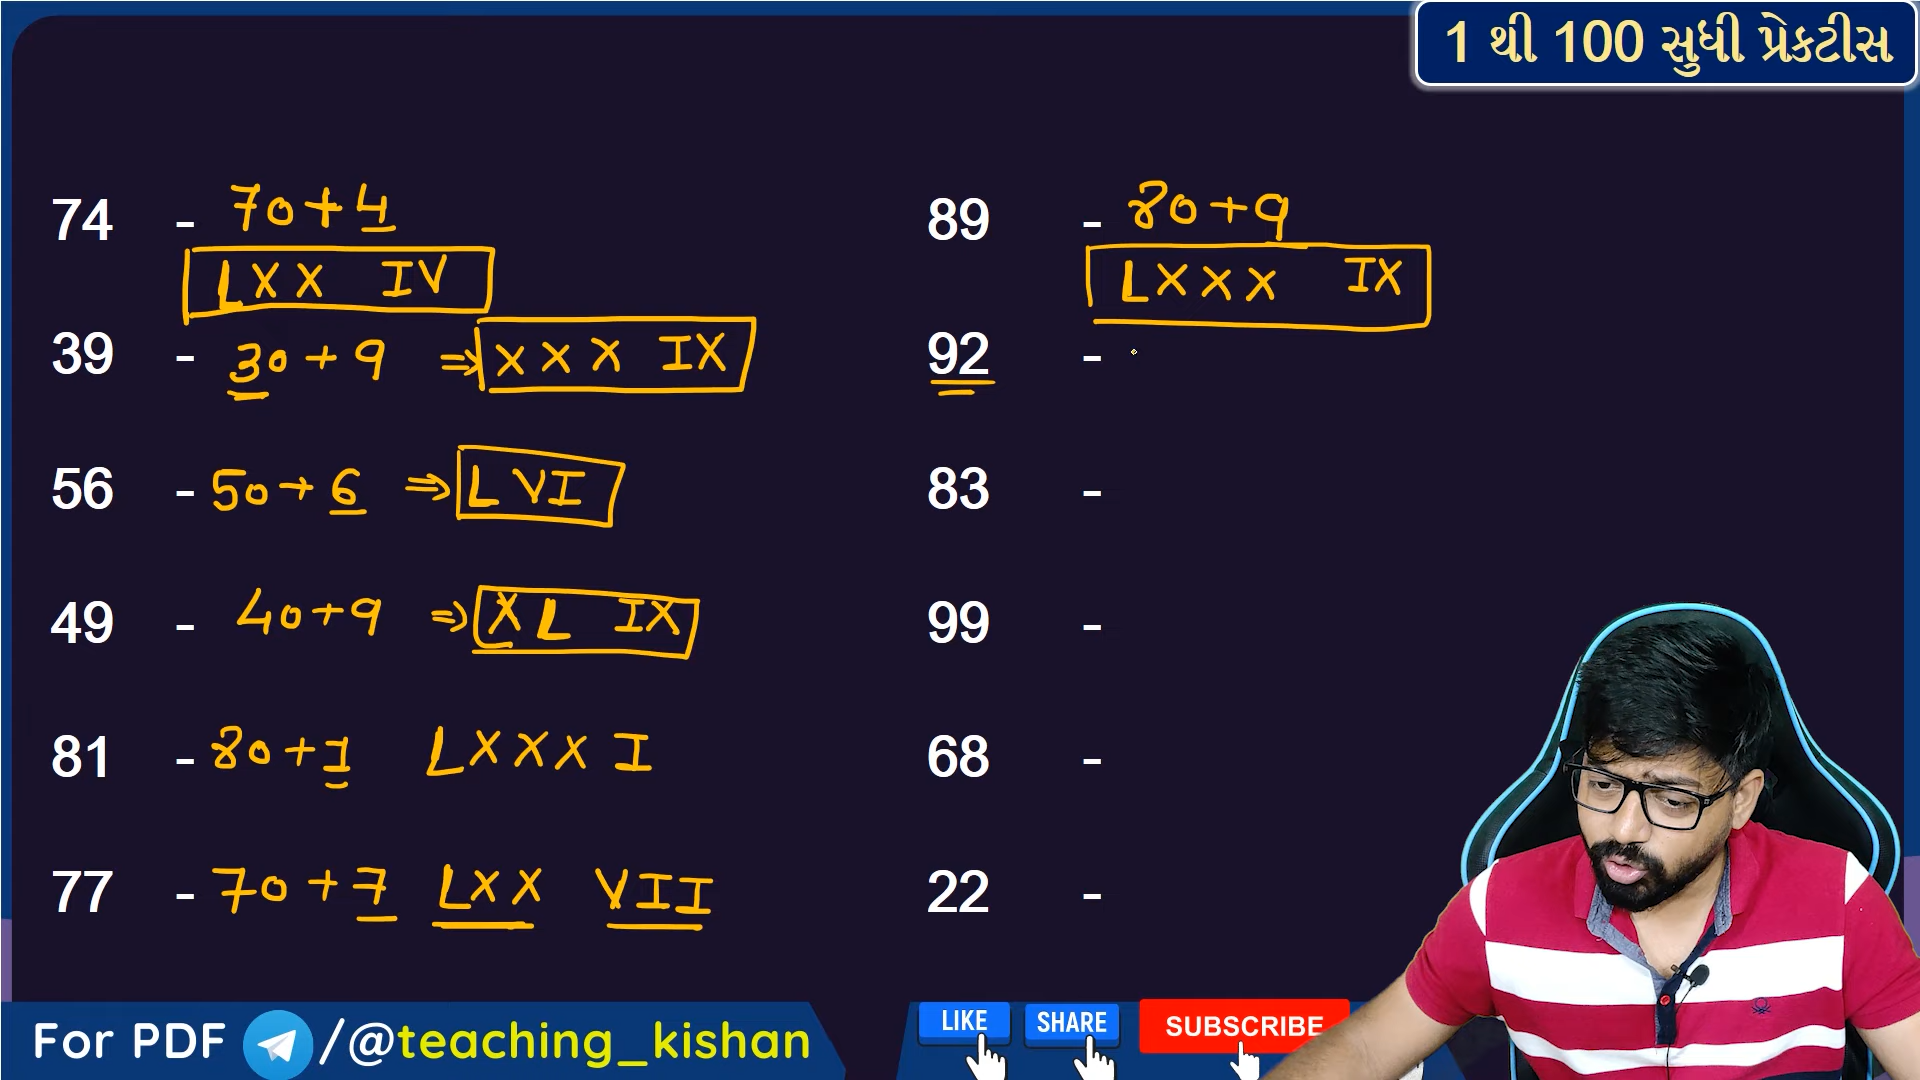 1 થી 100 સુધી પ્રેકટીસ
74 - 70+4
LXX IV
39 - 30+9 ⇒ XXX IX
56 - 50+6 ⇒ L VI
49 - 40+9 ⇒ XL IX
81 - 80+1 LXXX I
77 - 70+7 LXX VII
89 - 80+9
LXXX IX
92 -
83 -
99 -
68 -
22 -
For PDF /@teaching_kishan
LIKE SHARE SUBSCRIBE